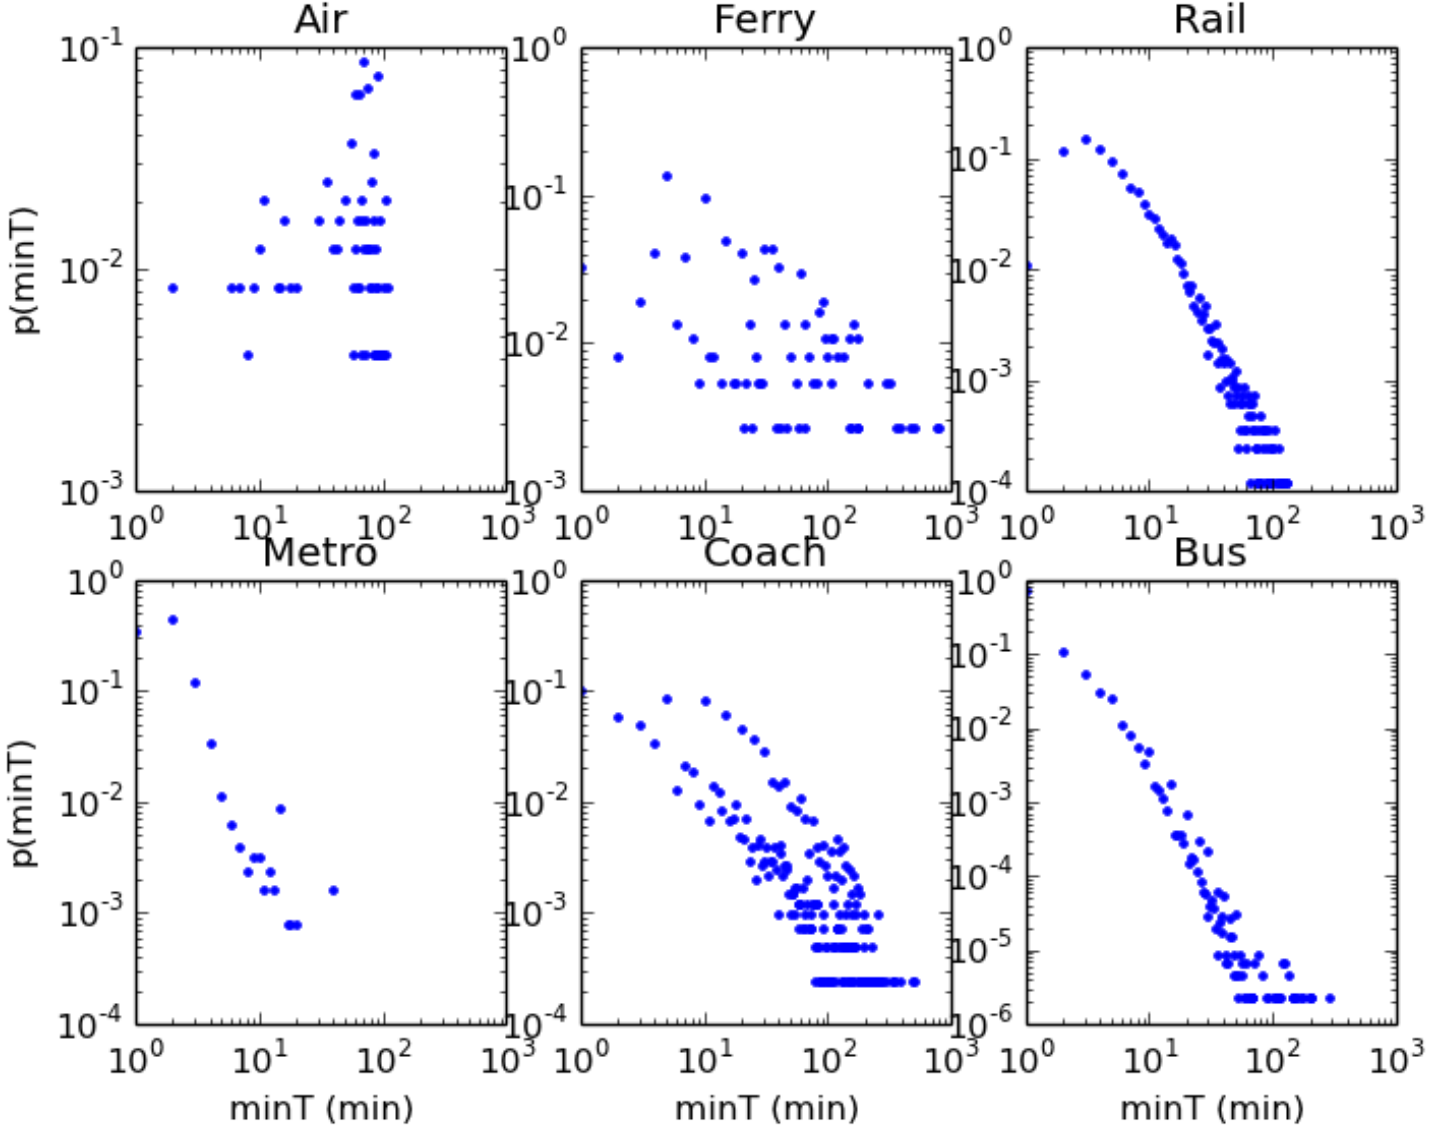 Air Ferry Rail
10^-1 10^0 10^0
10^-1
10^-1
p(minT) 10^-2 10^-2
10^-2
10^-3
10^-3 10^-3 10^-4
10^0 10^1 10^2 10^3 10^0 10^1 10^2 10^3 10^0 10^1 10^2 10^3
Metro Coach Bus
10^0 10^0 10^0
10^-1
10^-1 10^-1
10^-2
p(minT) 10^-2 10^-2 10^-3
10^-4
10^-3 10^-3
10^-5
10^-4 10^-4 10^-6
10^0 10^1 10^2 10^3 10^0 10^1 10^2 10^3 10^0 10^1 10^2 10^3
minT (min) minT (min) minT (min)